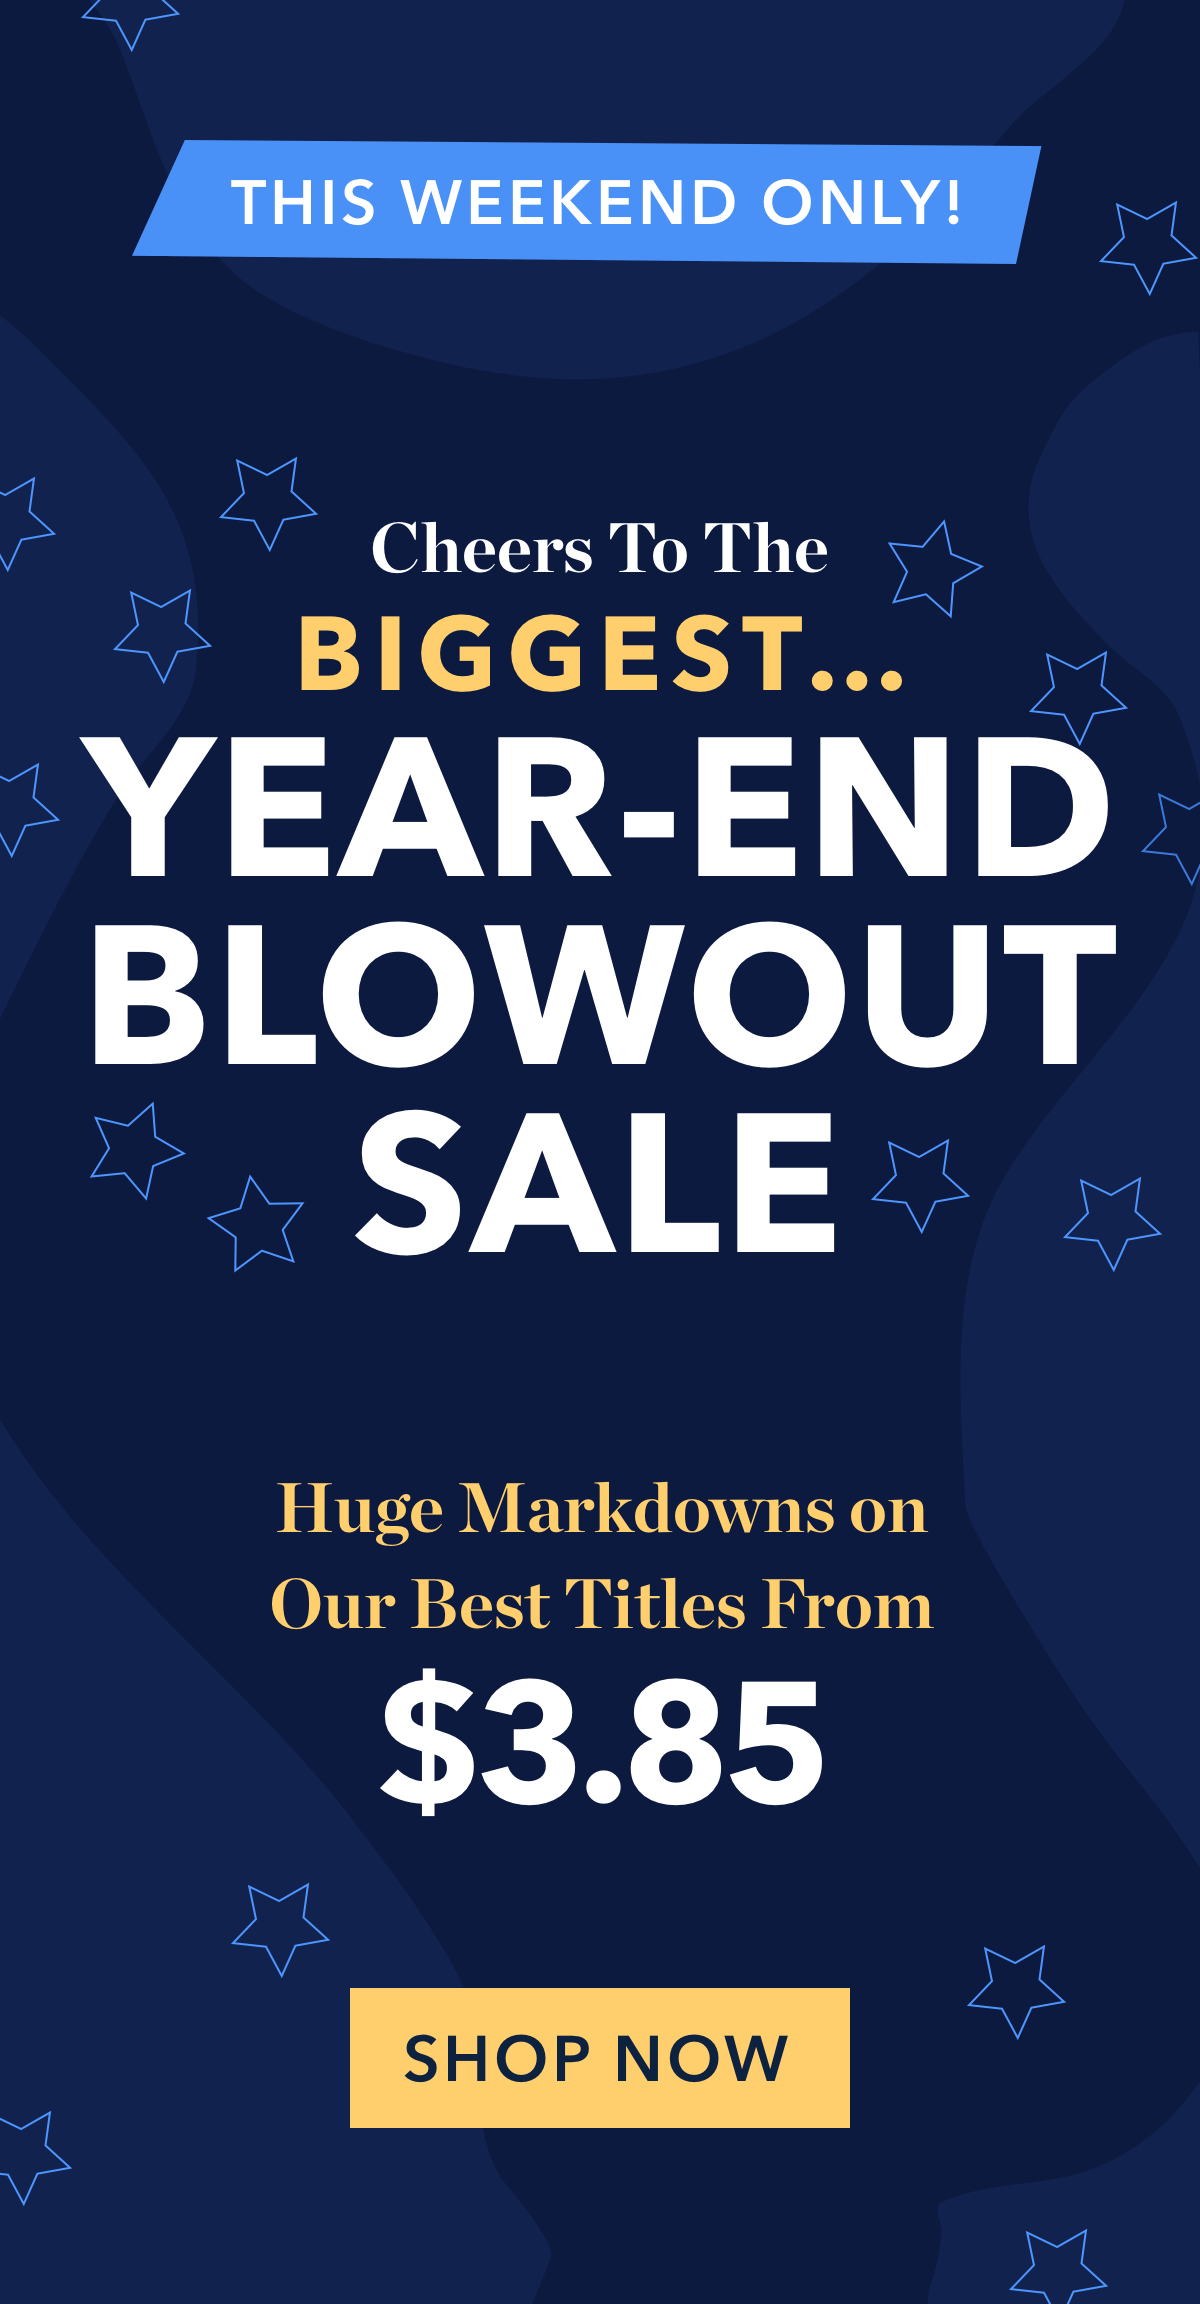 THIS WEEKEND ONLY!
Cheers To The
BIGGEST...
YEAR-END
BLOWOUT
SALE
Huge Markdowns on
Our Best Titles From
$3.85
SHOP NOW